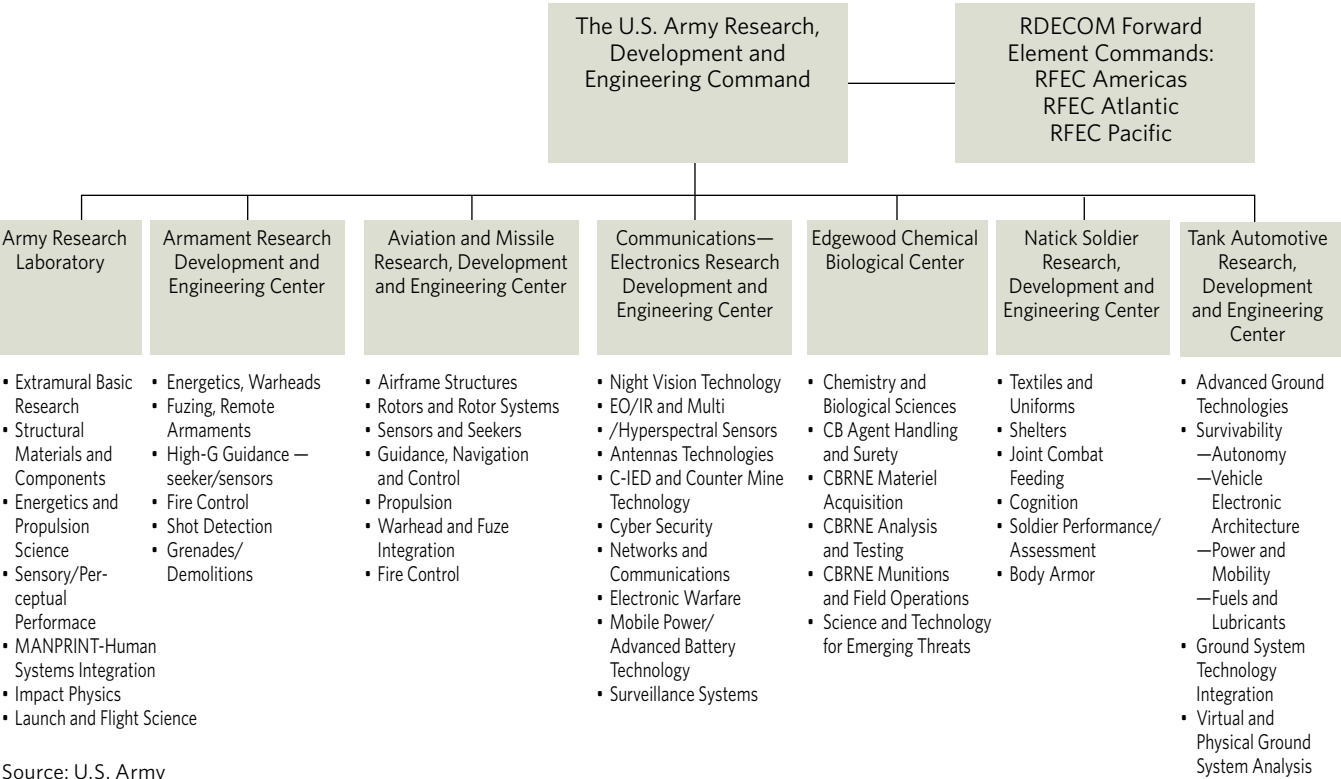 The U.S. Army Research,
Development and
Engineering Command
RDECOM Forward
Element Commands:
RFEC Americas
RFEC Atlantic
RFEC Pacific
Army Research
Laboratory
• Extramural Basic
Research
• Structural
Materials and
Components
• Energetics and
Propulsion
Science
• Sensory/Per-
ceptual
Performace
• MANPRINT-Human
Systems Integration
• Impact Physics
• Launch and Flight Science
Armament Research
Development and
Engineering Center
• Energetics, Warheads
• Fuzing, Remote
Armaments
• High-G Guidance —
seeker/sensors
• Fire Control
• Shot Detection
• Grenades/
Demolitions
Aviation and Missile
Research, Development
and Engineering Center
• Airframe Structures
• Rotors and Rotor Systems
• Sensors and Seekers
• Guidance, Navigation
and Control
• Propulsion
• Warhead and Fuze
Integration
• Fire Control
Communications—
Electronics Research
Development and
Engineering Center
• Night Vision Technology
• EO/IR and Multi
• /Hyperspectral Sensors
• Antennas Technologies
• C-IED and Counter Mine
Technology
• Cyber Security
• Networks and
Communications
• Electronic Warfare
• Mobile Power/
Advanced Battery
Technology
• Surveillance Systems
Edgewood Chemical
Biological Center
• Chemistry and
Biological Sciences
• CB Agent Handling
and Surety
• CBRNE Materiel
Acquisition
• CBRNE Analysis
and Testing
• CBRNE Munitions
and Field Operations
• Science and Technology
for Emerging Threats
Natick Soldier
Research,
Development and
Engineering Center
• Textiles and
Uniforms
• Shelters
• Joint Combat
Feeding
• Cognition
• Soldier Performance/
Assessment
• Body Armor
Tank Automotive
Research,
Development
and Engineering
Center
• Advanced Ground
Technologies
• Survivability
—Autonomy
—Vehicle
Electronic
Architecture
—Power and
Mobility
—Fuels and
Lubricants
• Ground System
Technology
Integration
• Virtual and
Physical Ground
System Analysis
Source: U.S. Army